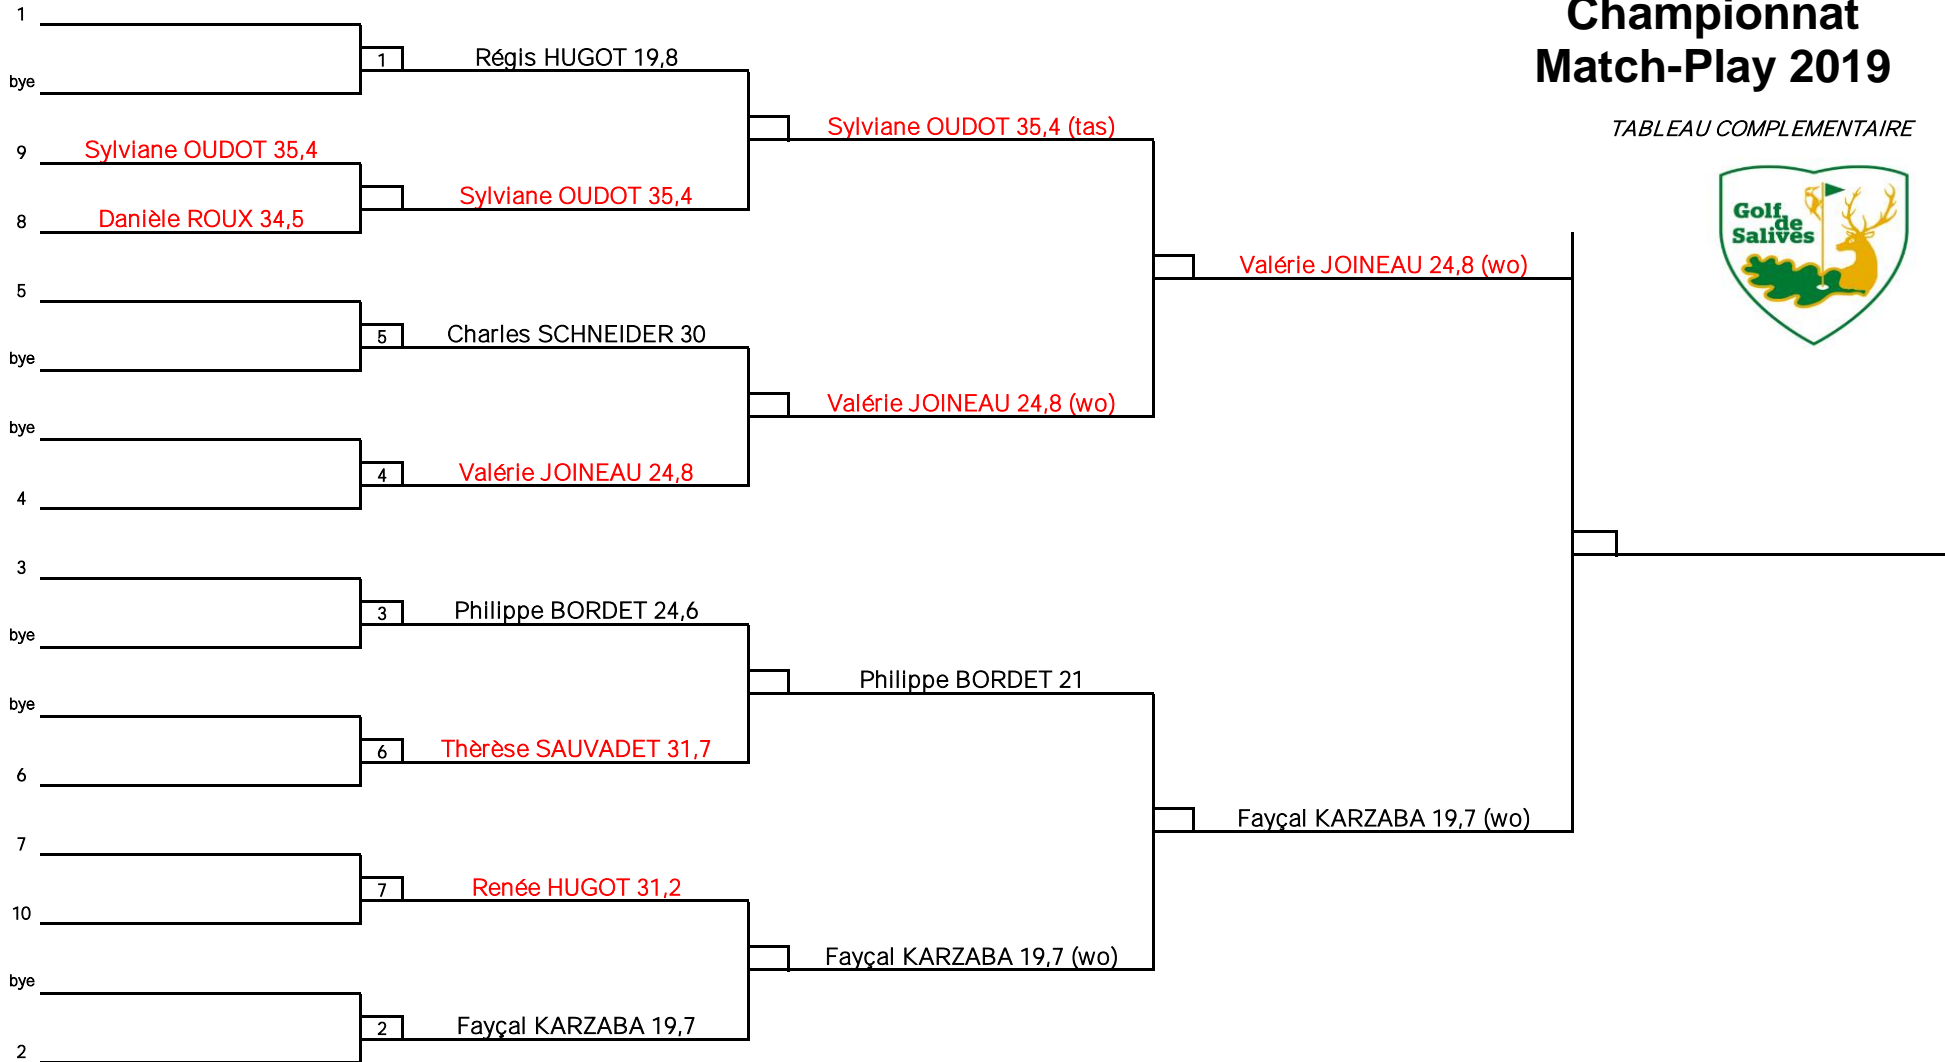 Championnat
Match-Play 2019
TABLEAU COMPLEMENTAIRE
Golf
de
Salives
1
bye
1
Régis HUGOT 19,8
Sylviane OUDOT 35,4 (tas)
9
Sylviane OUDOT 35,4
Sylviane OUDOT 35,4
8
Danièle ROUX 34,5
Valérie JOINEAU 24,8 (wo)
5
bye
5
Charles SCHNEIDER 30
Valérie JOINEAU 24,8 (wo)
bye
4
Valérie JOINEAU 24,8
4
3
3
Philippe BORDET 24,6
bye
Philippe BORDET 21
bye
6
Thèrèse SAUVADET 31,7
6
Fayçal KARZABA 19,7 (wo)
7
7
Renée HUGOT 31,2
10
Fayçal KARZABA 19,7 (wo)
bye
2
Fayçal KARZABA 19,7
2